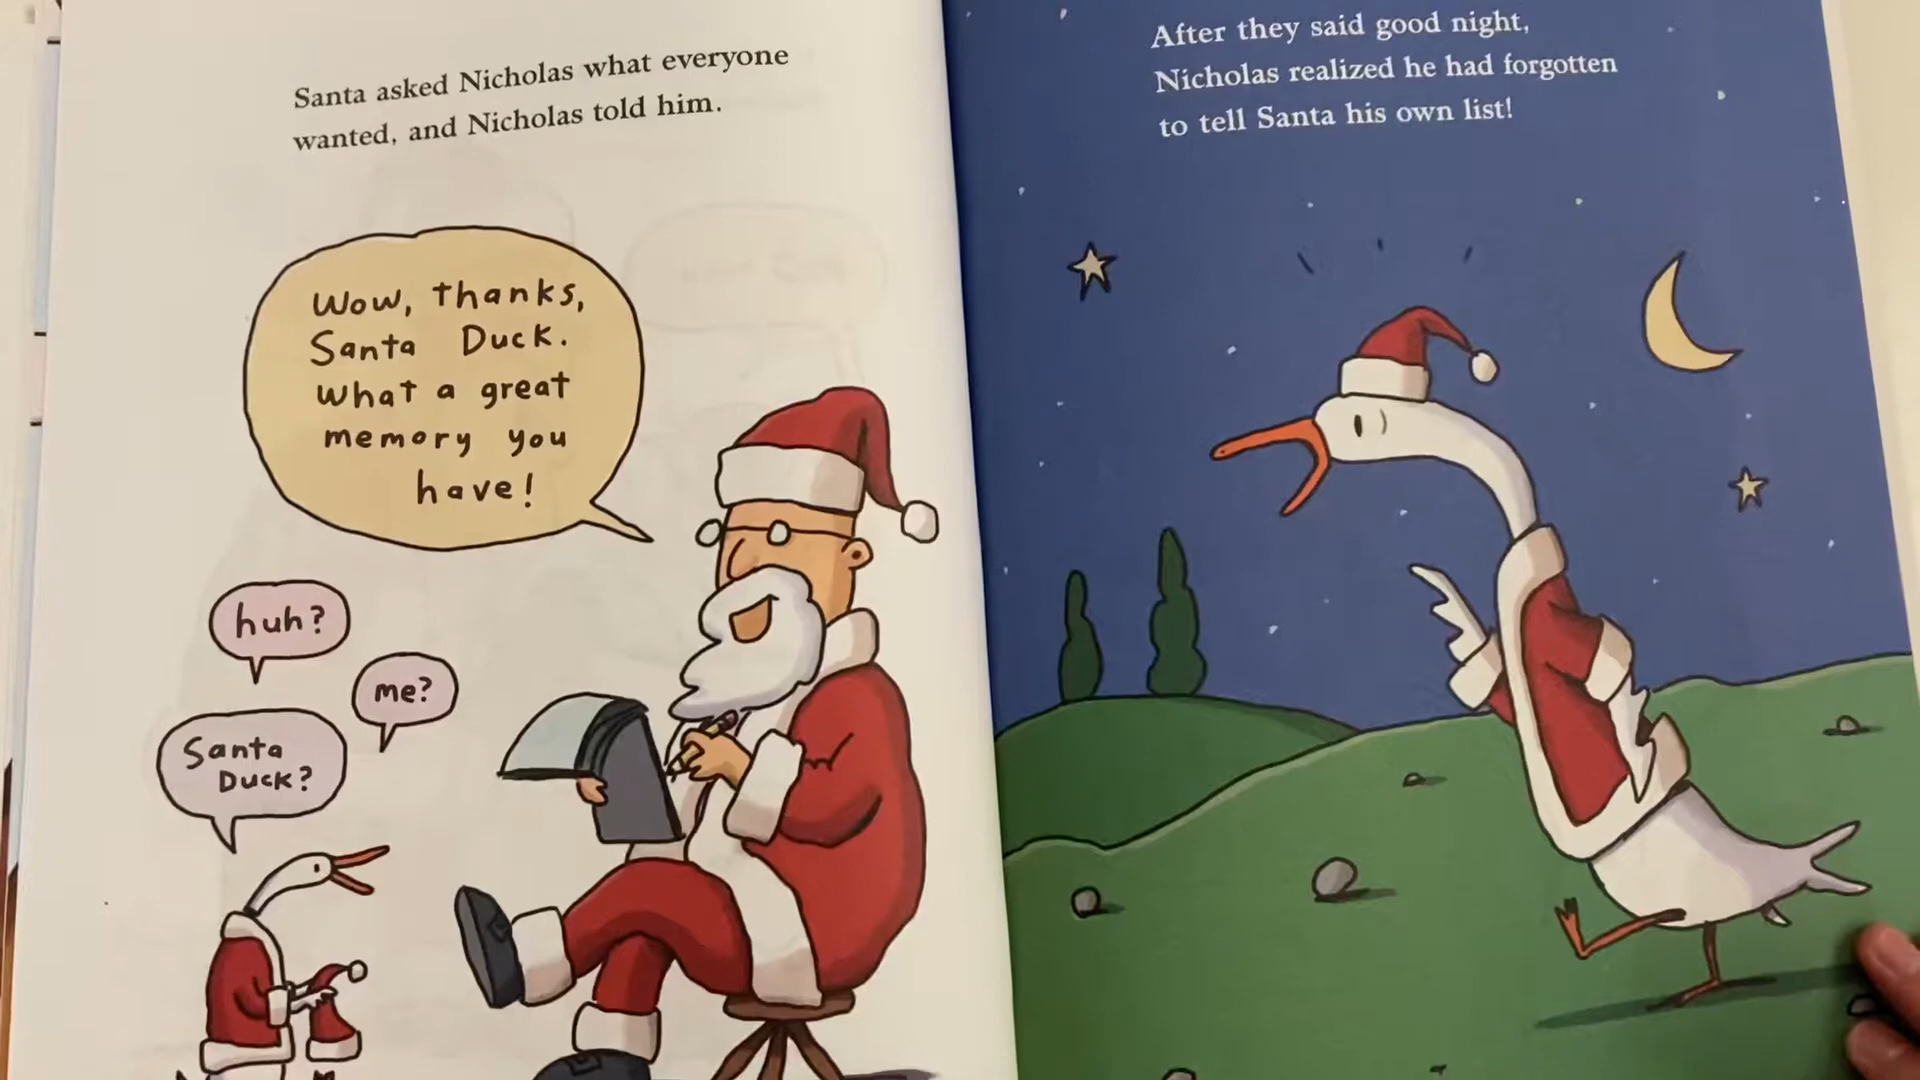 Santa asked Nicholas what everyone
wanted, and Nicholas told him.
Wow, thanks,
Santa Duck.
What a great
memory you
have!
huh?
me?
Santa
Duck?
After they said good night,
Nicholas realized he had forgotten
to tell Santa his own list!